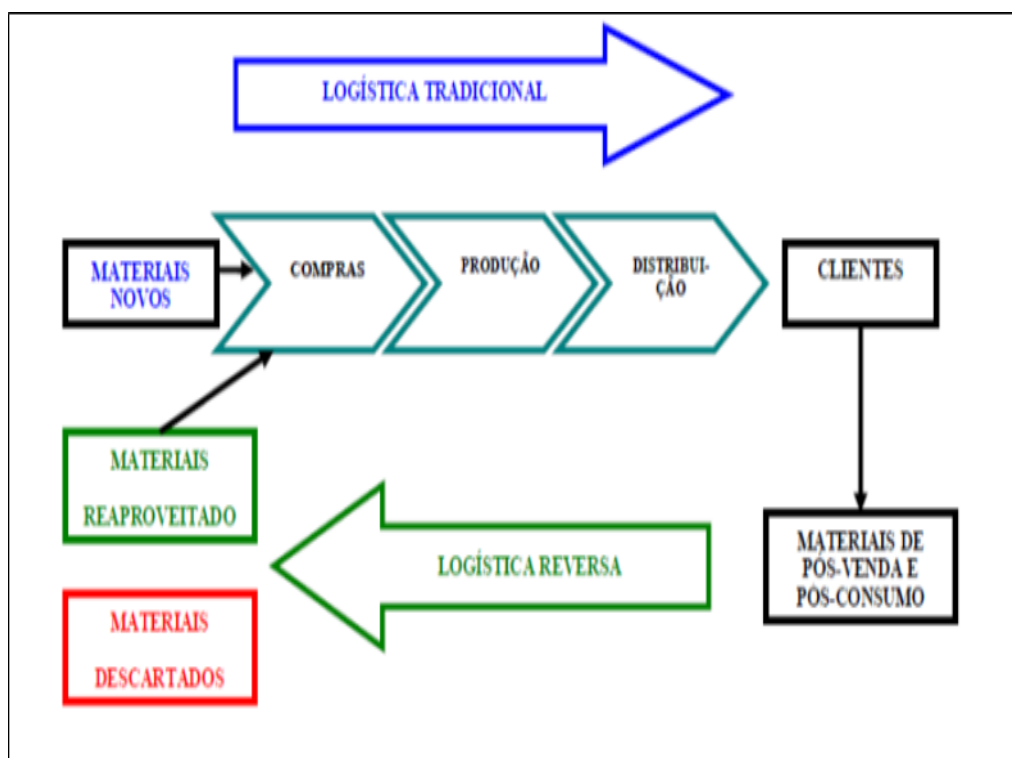 LOGÍSTICA TRADICIONAL
MATERIAIS
NOVOS
COMPRAS
PRODUÇÃO
DISTRIBUI-
ÇÃO
CLIENTES
MATERIAIS
REAPROVEITADO
LOGÍSTICA REVERSA
MATERIAIS DE
PÓS-VENDA E
PÓS-CONSUMO
MATERIAIS
DESCARTADOS